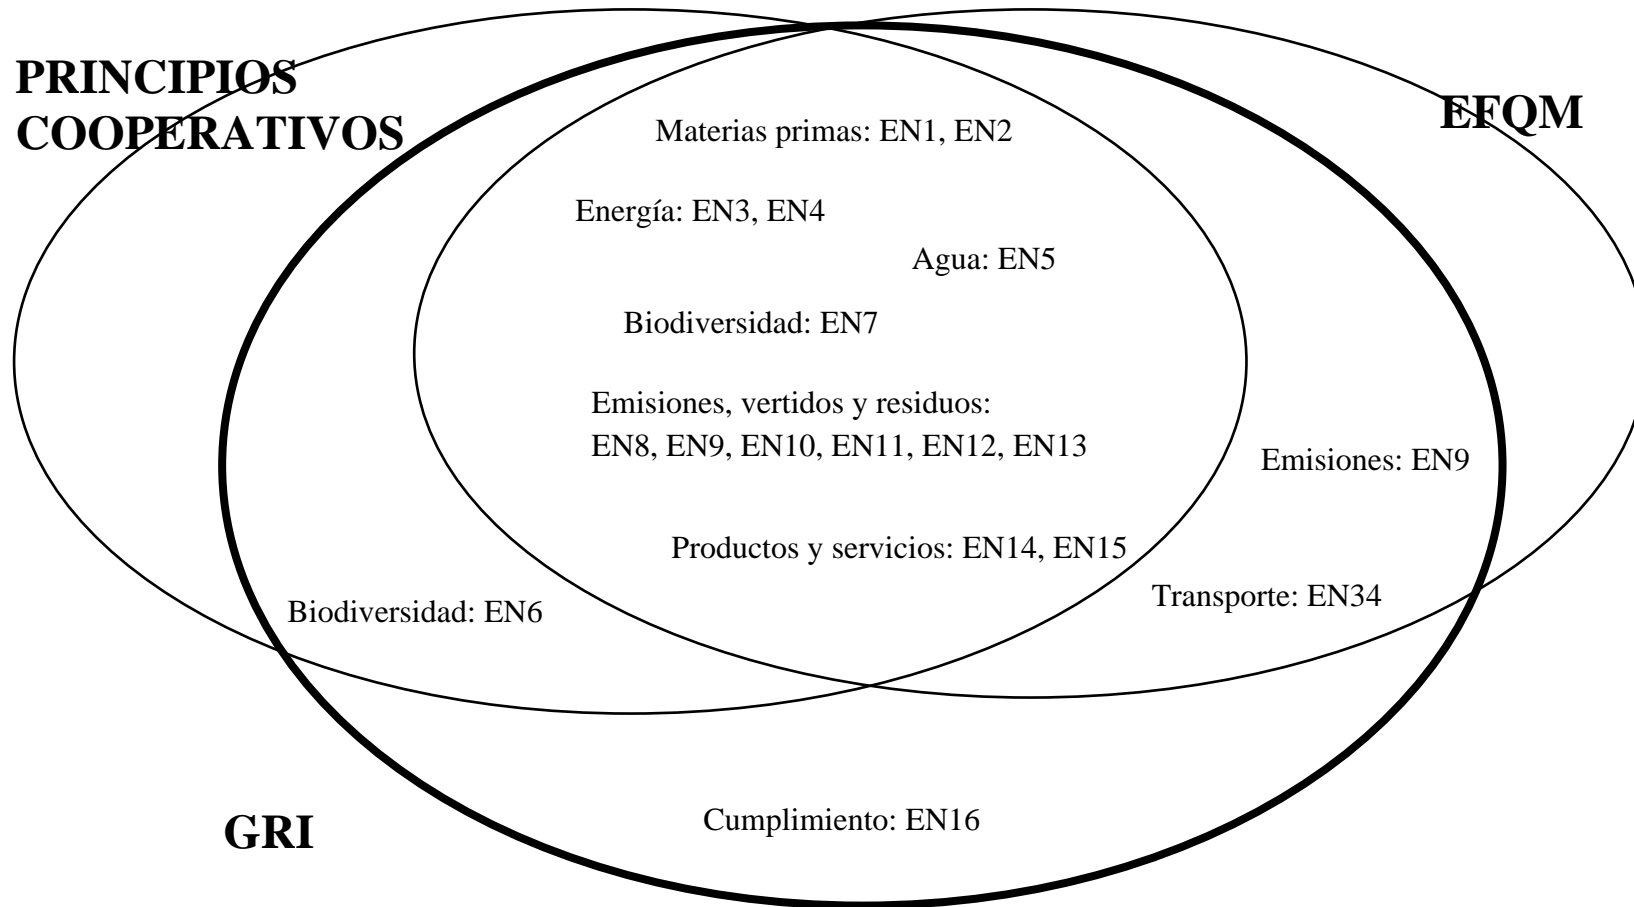 PRINCIPIOS
COOPERATIVOS
EFQM
Materias primas: EN1, EN2
Energía: EN3, EN4
Agua: EN5
Biodiversidad: EN7
Emisiones, vertidos y residuos:
EN8, EN9, EN10, EN11, EN12, EN13
Emisiones: EN9
Productos y servicios: EN14, EN15
Transporte: EN34
Biodiversidad: EN6
Cumplimiento: EN16
GRI